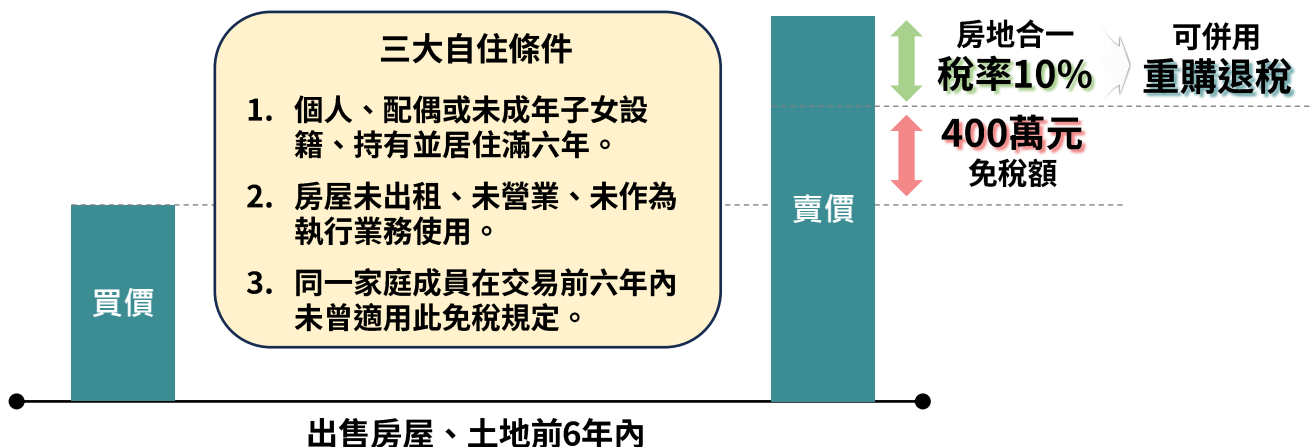 三大自住條件
1. 個人、配偶或未成年子女設
籍、持有並居住滿六年。
2. 房屋未出租、未營業、未作為
執行業務使用。
3. 同一家庭成員在交易前六年內
未曾適用此免稅規定。
買價
賣價
房地合一
稅率10%
可併用
重購退稅
400萬元
免稅額
出售房屋、土地前6年內